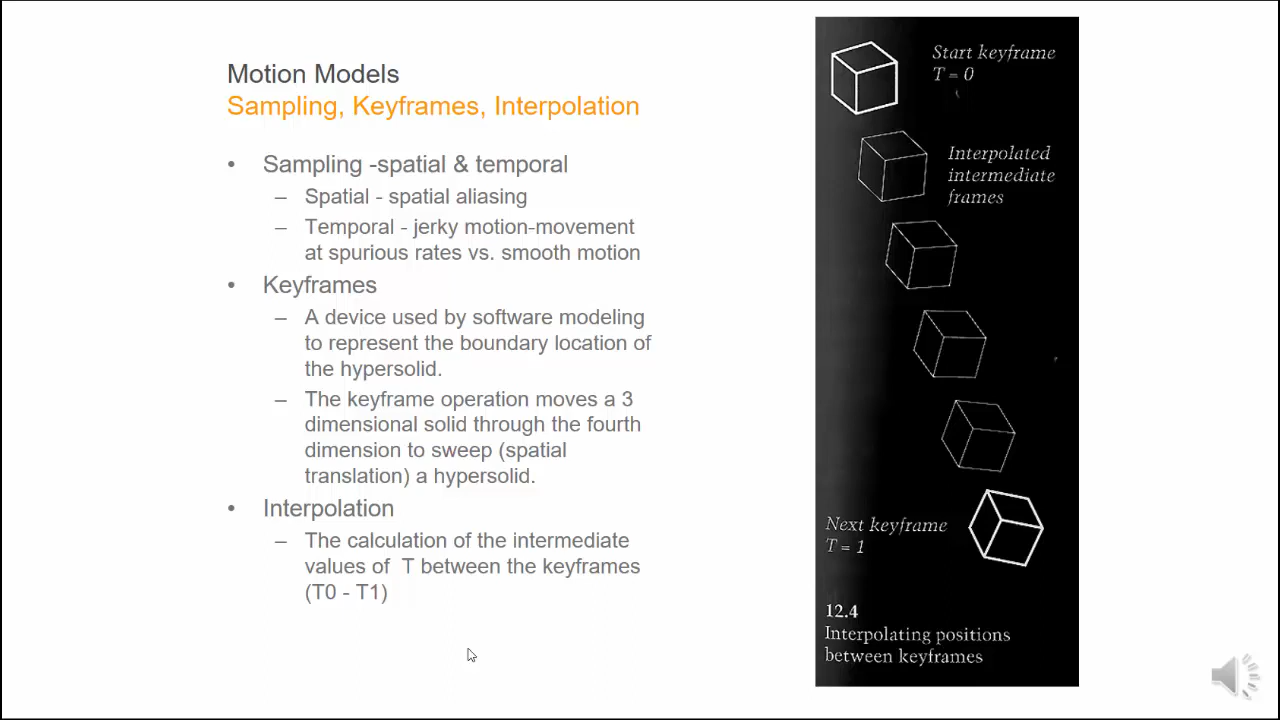 Motion Models
Sampling, Keyframes, Interpolation
• Sampling -spatial & temporal
– Spatial - spatial aliasing
– Temporal - jerky motion-movement
at spurious rates vs. smooth motion
• Keyframes
– A device used by software modeling
to represent the boundary location of
the hypersolid.
– The keyframe operation moves a 3
dimensional solid through the fourth
dimension to sweep (spatial
translation) a hypersolid.
• Interpolation
– The calculation of the intermediate
values of T between the keyframes
(T0 - T1)
Start keyframe
T = 0
Interpolated
intermediate
frames
Next keyframe
T = 1
12.4
Interpolating positions
between keyframes